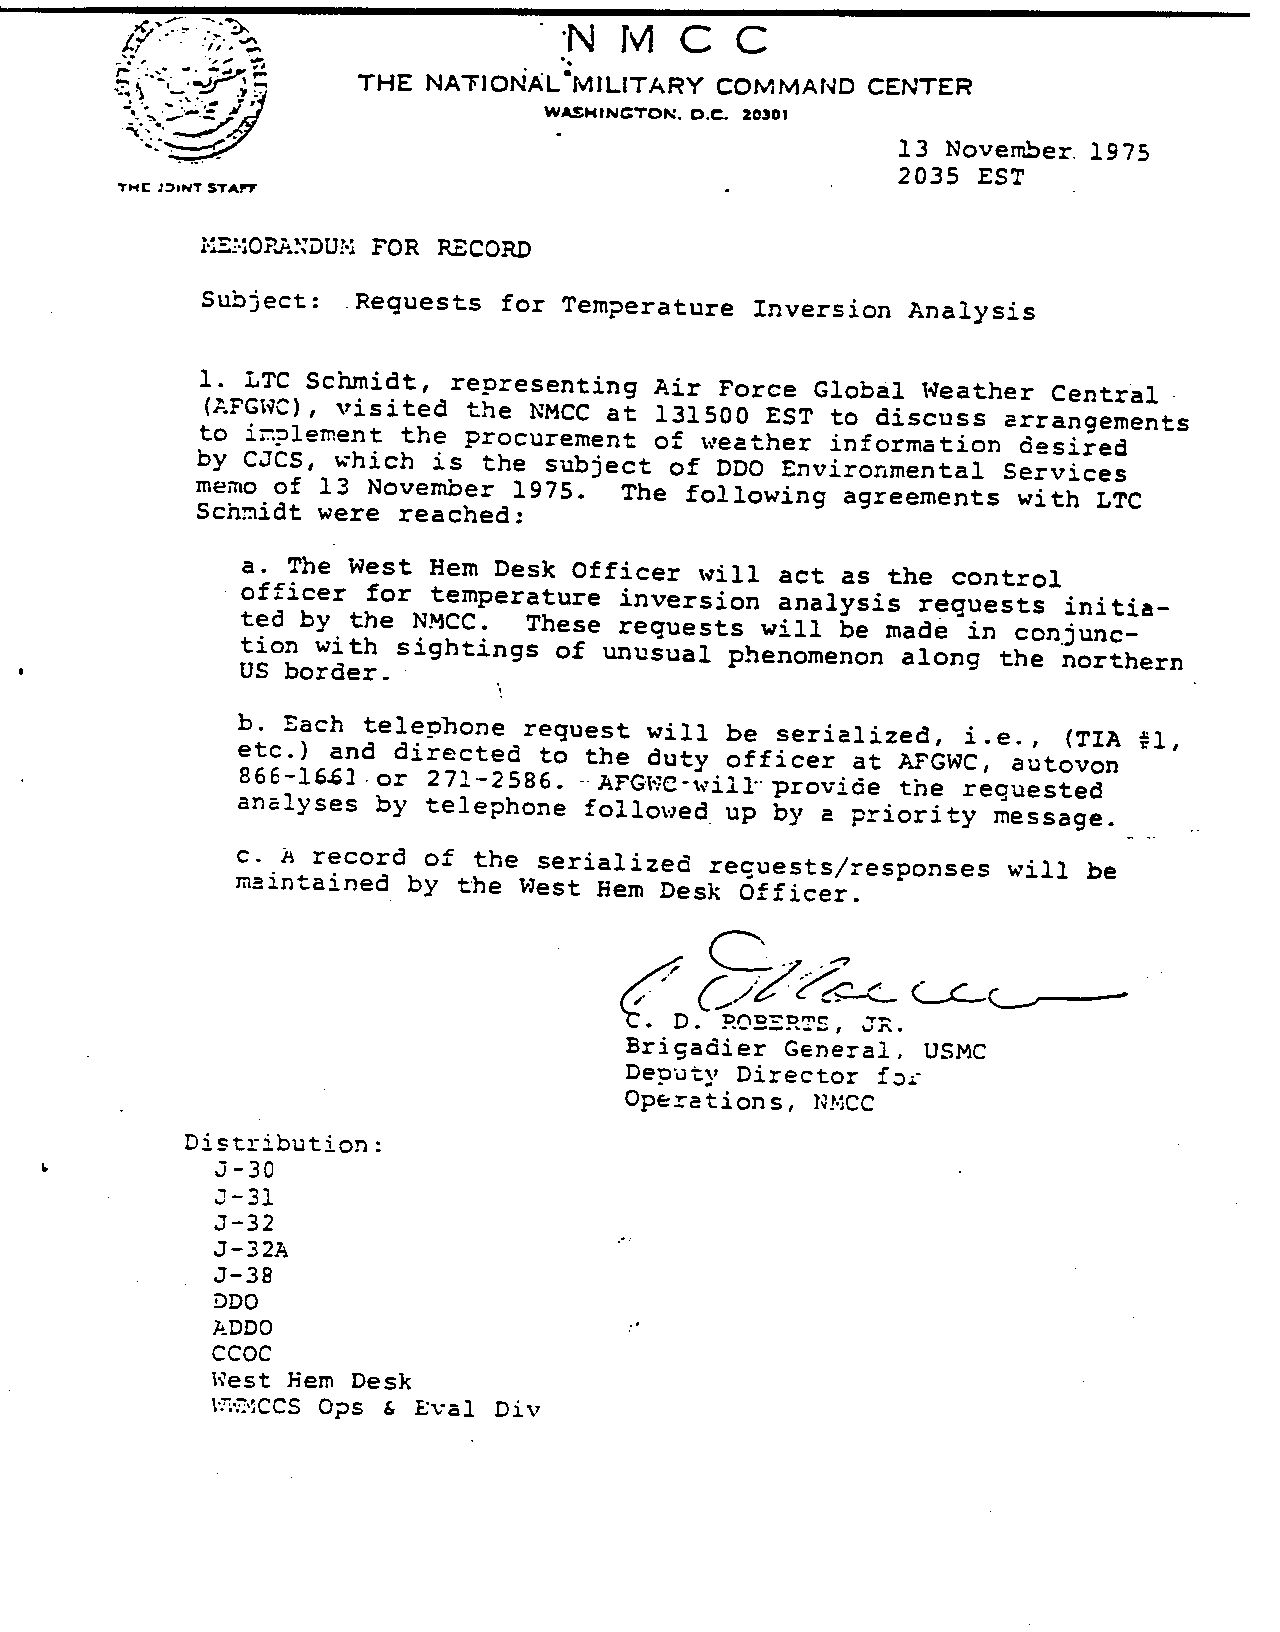 N M C C
THE NATIONAL MILITARY COMMAND CENTER
WASHINGTON, D.C. 20301
THE JOINT STAFF
13 November 1975
2035 EST
MEMORANDUM FOR RECORD
Subject: Requests for Temperature Inversion Analysis
1. LTC Schmidt, representing Air Force Global Weather Central
(AFGWC), visited the NMCC at 131500 EST to discuss arrangements
to implement the procurement of weather information desired
by CJCS, which is the subject of DDO Environmental Services
memo of 13 November 1975. The following agreements with LTC
Schmidt were reached:
a. The West Hem Desk Officer will act as the control
officer for temperature inversion analysis requests initia-
ted by the NMCC. These requests will be made in conjunc-
tion with sightings of unusual phenomenon along the northern
US border.
b. Each telephone request will be serialized, i.e., (TIA #1,
etc.) and directed to the duty officer at AFGWC, autovon
866-1661 or 271-2586. AFGWC will provide the requested
analyses by telephone followed up by a priority message.
c. A record of the serialized requests/responses will be
maintained by the West Hem Desk Officer.
C. D. ROBERTS, JR.
Brigadier General, USMC
Deputy Director for
Operations, NMCC
Distribution:
J-30
J-31
J-32
J-32A
J-38
DDO
ADDO
CCOC
West Hem Desk
WWMCCS Ops & Eval Div